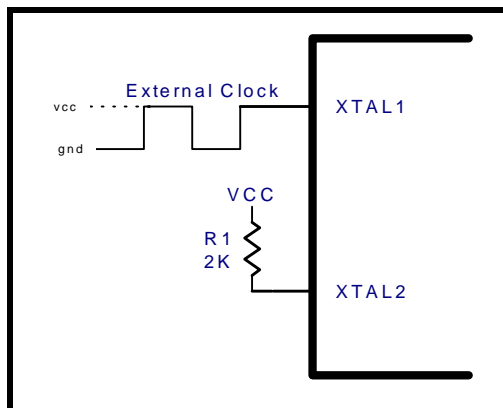 External Clock
vcc
XTAL1
gnd
VCC
R1
2K
XTAL2